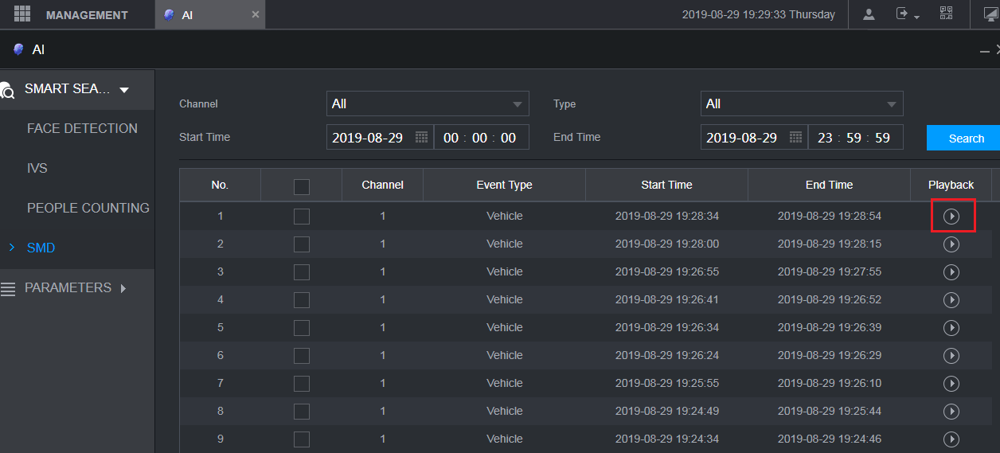 MANAGEMENT AI × 2019-08-29 19:29:33 Thursday
AI
SMART SEA...
FACE DETECTION
IVS
PEOPLE COUNTING
SMD
PARAMETERS
Channel All Type All
Start Time 2019-08-29 00 : 00 : 00 End Time 2019-08-29 23 : 59 : 59 Search
No. Channel Event Type Start Time End Time Playback
1 1 Vehicle 2019-08-29 19:28:34 2019-08-29 19:28:54
2 1 Vehicle 2019-08-29 19:28:00 2019-08-29 19:28:15
3 1 Vehicle 2019-08-29 19:26:55 2019-08-29 19:27:55
4 1 Vehicle 2019-08-29 19:26:41 2019-08-29 19:26:52
5 1 Vehicle 2019-08-29 19:26:34 2019-08-29 19:26:39
6 1 Vehicle 2019-08-29 19:26:24 2019-08-29 19:26:29
7 1 Vehicle 2019-08-29 19:25:55 2019-08-29 19:26:10
8 1 Vehicle 2019-08-29 19:24:49 2019-08-29 19:25:44
9 1 Vehicle 2019-08-29 19:24:34 2019-08-29 19:24:46